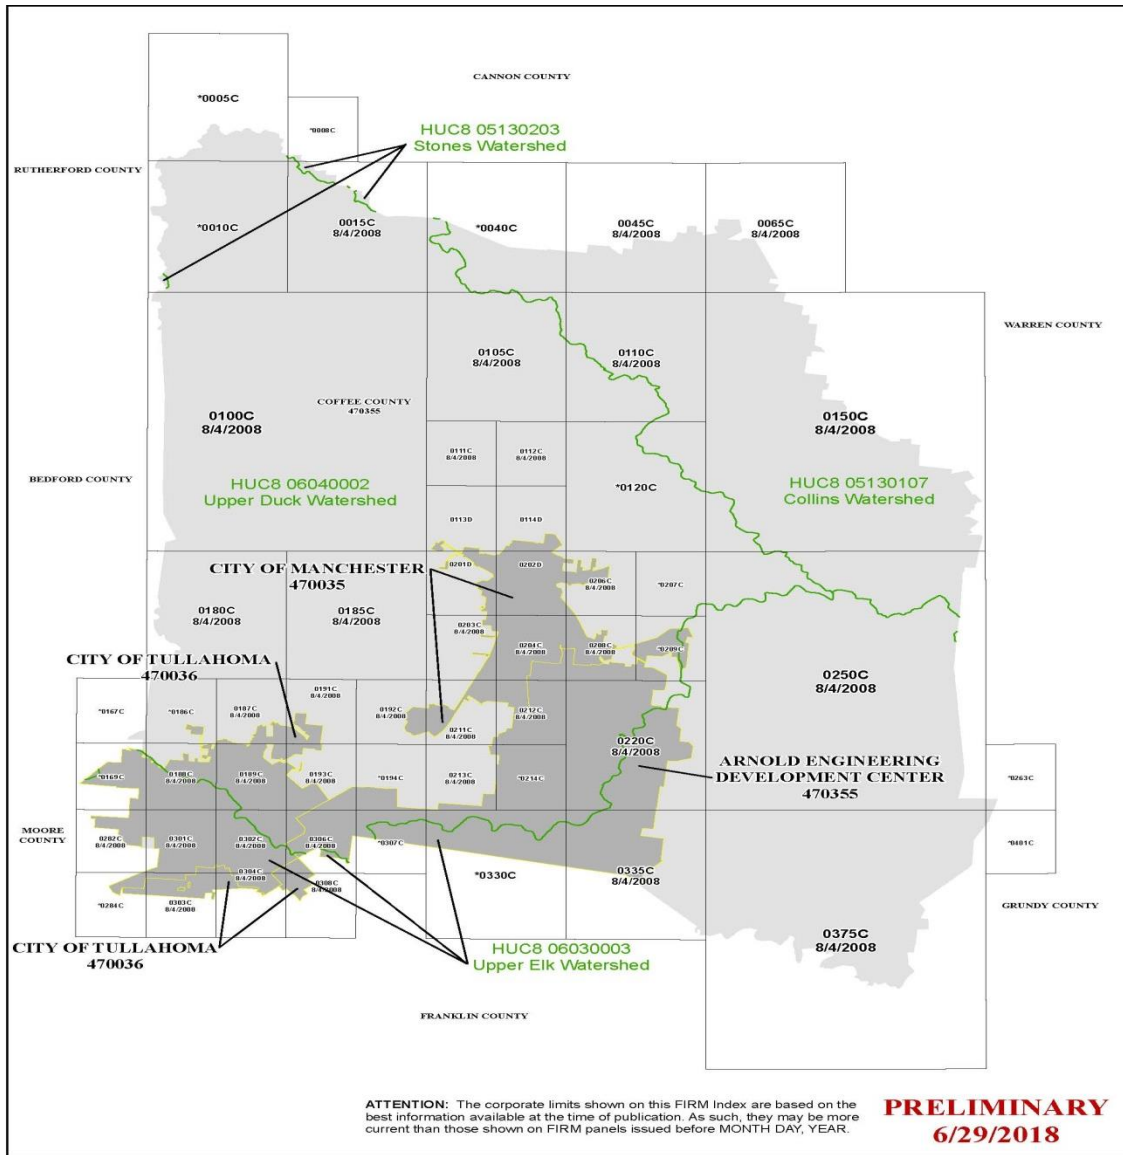 CANNON COUNTY
*0005C
*0008C
HUC8 05130203
Stones Watershed
RUTHERFORD COUNTY
*0010C
0015C
8/4/2008
*0040C
0045C
8/4/2008
0065C
8/4/2008
WARREN COUNTY
0105C
8/4/2008
0110C
8/4/2008
COFFEE COUNTY
470355
0100C
8/4/2008
0150C
8/4/2008
0111C
8/4/2008
0112C
8/4/2008
BEDFORD COUNTY
HUC8 06040002
Upper Duck Watershed
*0120C
HUC8 05130107
Collins Watershed
0113D
0114D
CITY OF MANCHESTER
470035
0201D
0202D
0206C
8/4/2008
*0207C
0180C
8/4/2008
0185C
8/4/2008
0203C
8/4/2008
0204C
8/4/2008
0208C
8/4/2008
*0209C
CITY OF TULLAHOMA
470036
0250C
8/4/2008
*0167C
*0186C
0187C
8/4/2008
0191C
8/4/2008
0192C
8/4/2008
0211C
8/4/2008
0212C
8/4/2008
0220C
8/4/2008
ARNOLD ENGINEERING
DEVELOPMENT CENTER
470355
*0169C
0188C
8/4/2008
0189C
8/4/2008
0193C
8/4/2008
*0194C
0213C
8/4/2008
*0214C
*0263C
MOORE
COUNTY
0282C
8/4/2008
0301C
8/4/2008
0302C
8/4/2008
0306C
8/4/2008
*0307C
*0330C
0335C
8/4/2008
*0401C
*0284C
0303C
8/4/2008
0304C
8/4/2008
0308C
8/4/2008
GRUNDY COUNTY
CITY OF TULLAHOMA
470036
HUC8 06030003
Upper Elk Watershed
0375C
8/4/2008
FRANKLIN COUNTY
ATTENTION: The corporate limits shown on this FIRM Index are based on the
best information available at the time of publication. As such, they may be more
current than those shown on FIRM panels issued before MONTH DAY, YEAR.
PRELIMINARY
6/29/2018